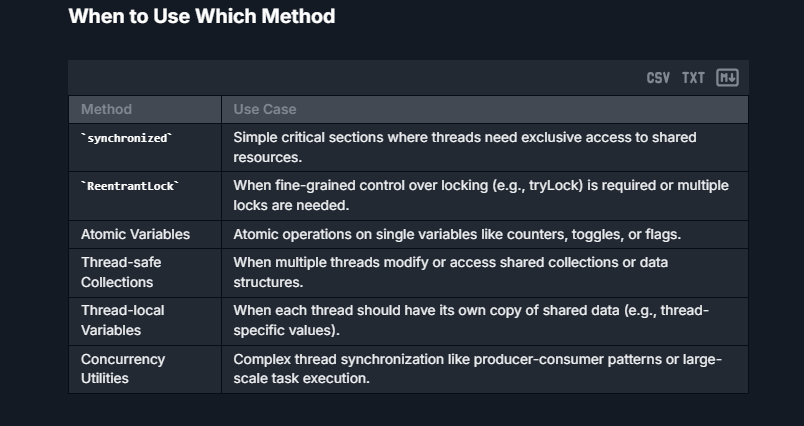 When to Use Which Method
CSV TXT M↓
Method Use Case
`synchronized` Simple critical sections where threads need exclusive access to shared
resources.
`ReentrantLock` When fine-grained control over locking (e.g., tryLock) is required or multiple
locks are needed.
Atomic Variables Atomic operations on single variables like counters, toggles, or flags.
Thread-safe When multiple threads modify or access shared collections or data
Collections structures.
Thread-local When each thread should have its own copy of shared data (e.g., thread-
Variables specific values).
Concurrency Complex thread synchronization like producer-consumer patterns or large-
Utilities scale task execution.